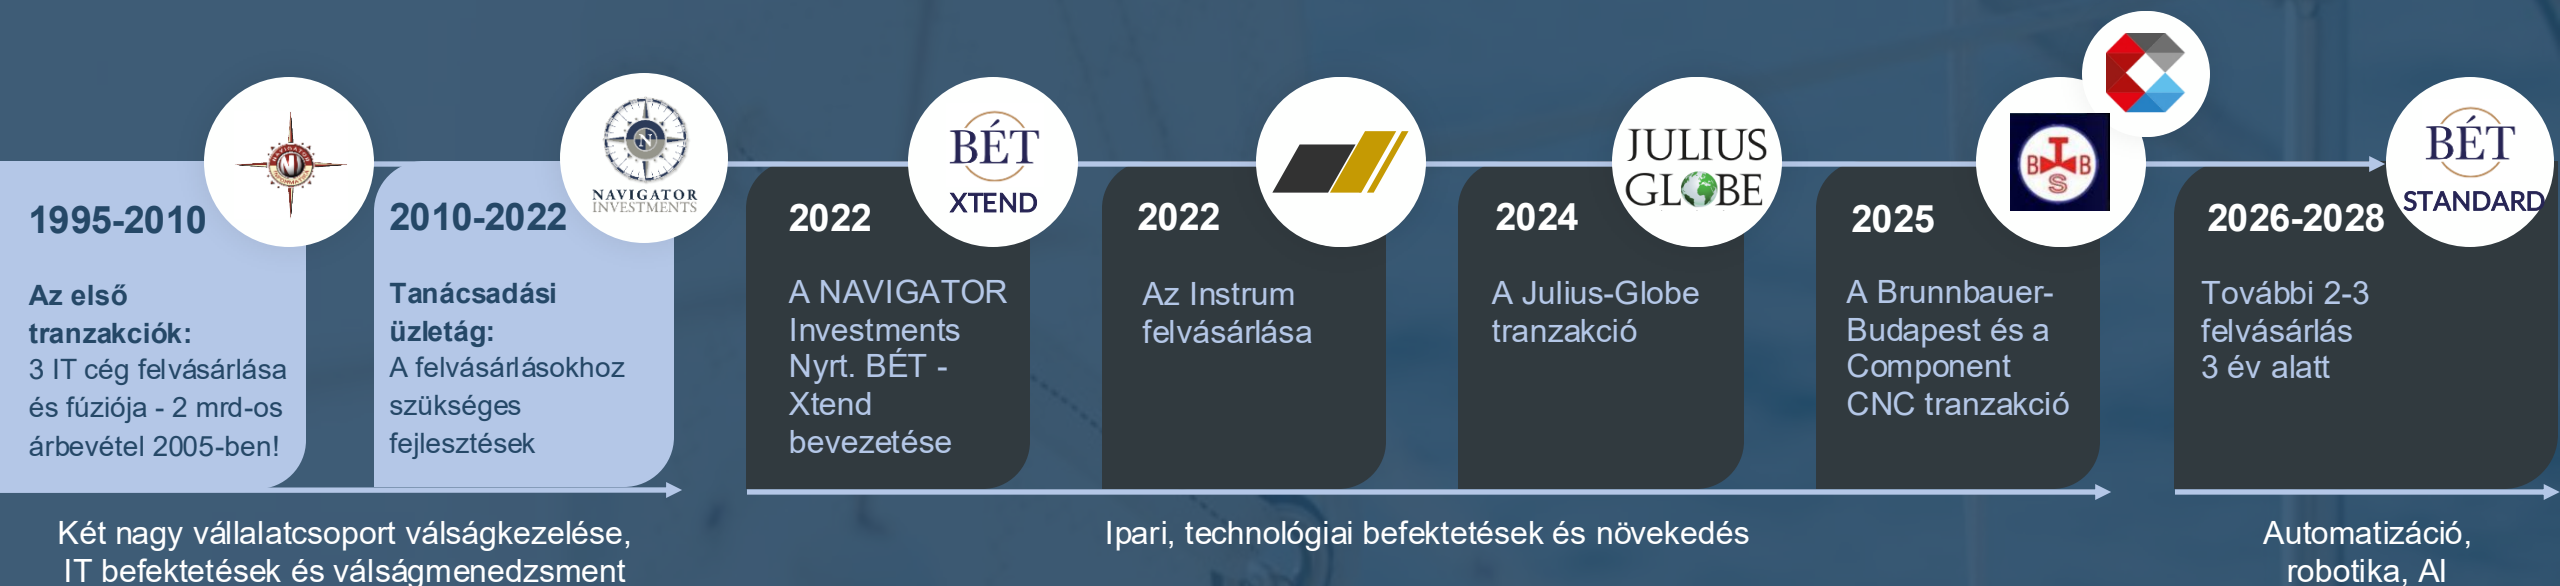 1995-2010
Az első
tranzakciók:
3 IT cég felvásárlása
és fúziója - 2 mrd-os
árbevétel 2005-ben!
NAVIGATOR
INFORMATIKA
2010-2022
Tanácsadási
üzletág:
A felvásárlásokhoz
szükséges
fejlesztések
N
NAVIGATOR
INVESTMENTS
2022
A NAVIGATOR
Investments
Nyrt. BÉT -
Xtend
bevezetése
BÉT
XTEND
2022
Az Instrum
felvásárlása
2024
A Julius-Globe
tranzakció
JULIUS
GLOBE
2025
A Brunnbauer-
Budapest és a
Component
CNC tranzakció
T
B B
S
2026-2028
További 2-3
felvásárlás
3 év alatt
BÉT
STANDARD
Két nagy vállalatcsoport válságkezelése,
IT befektetések és válságmenedzsment
Ipari, technológiai befektetések és növekedés
Automatizáció,
robotika, AI